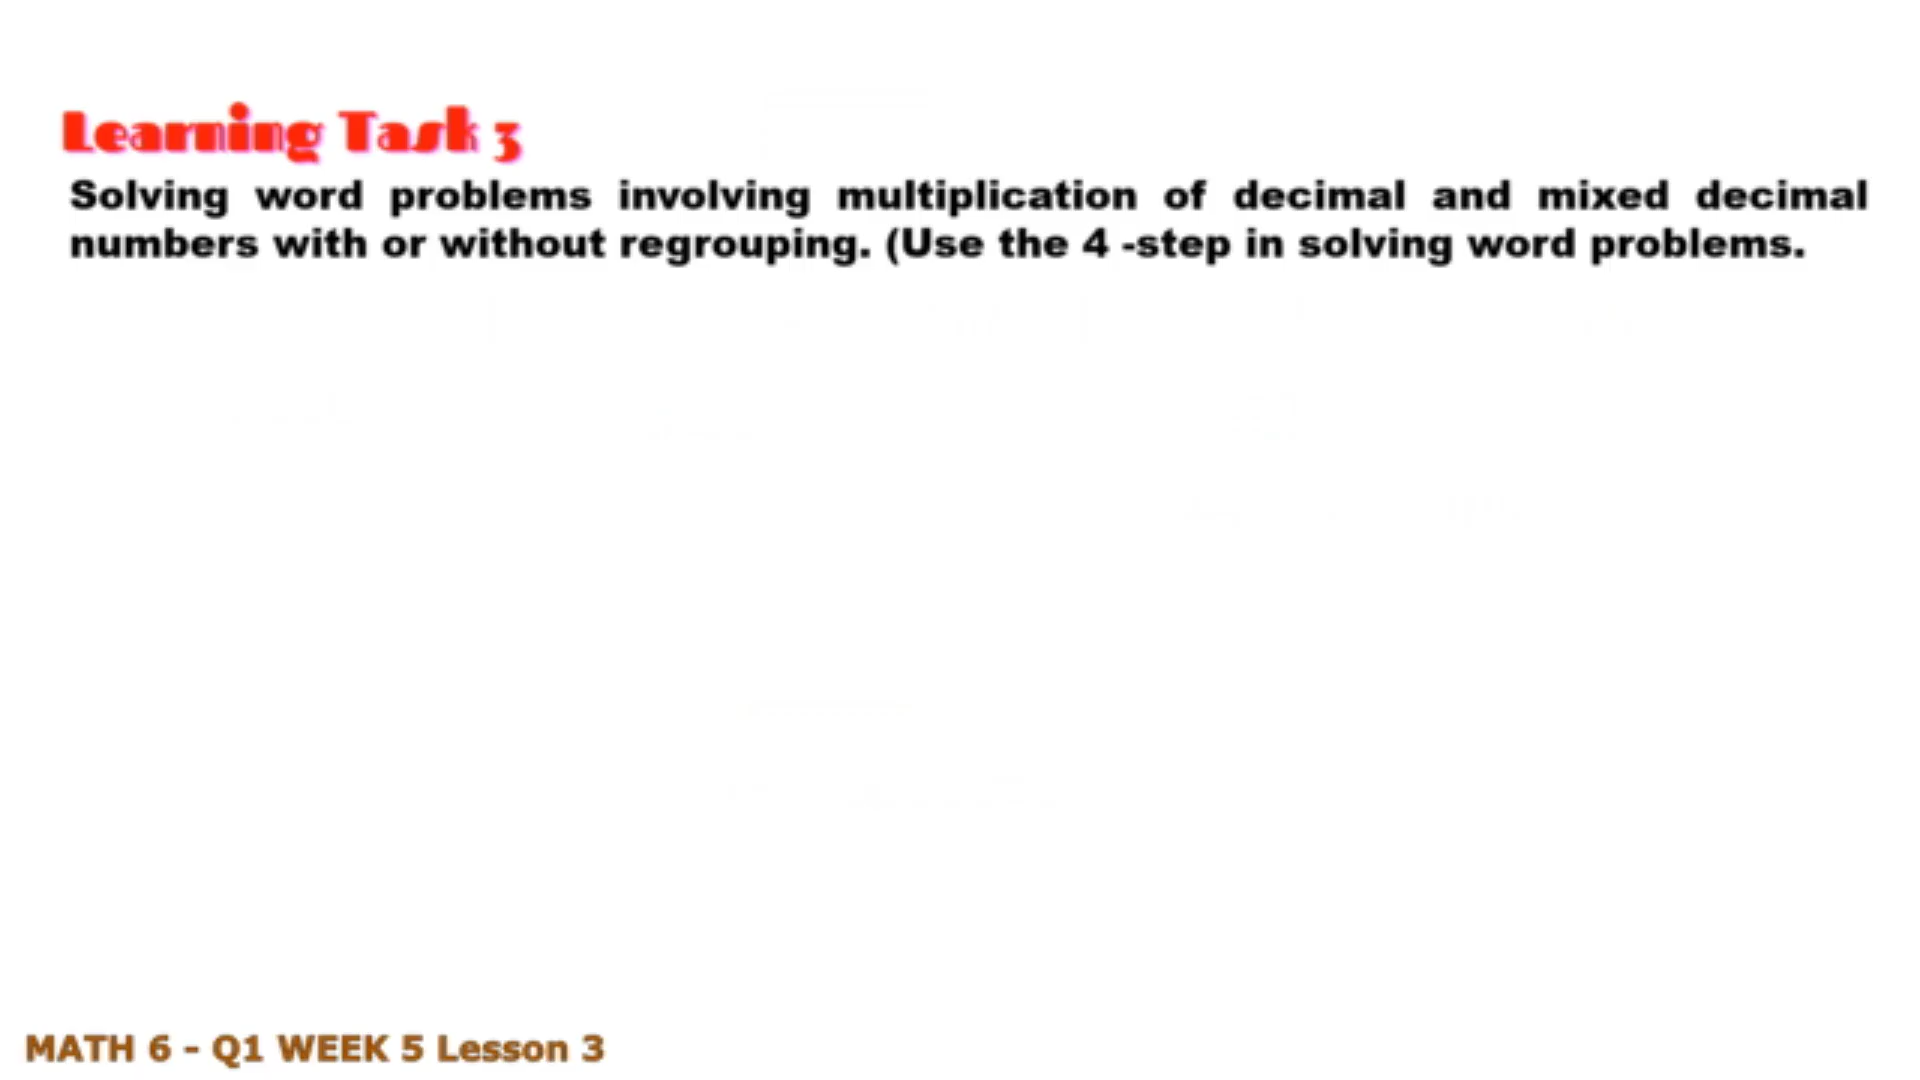 Learning Task 3
Solving word problems involving multiplication of decimal and mixed decimal
numbers with or without regrouping. (Use the 4 -step in solving word problems.
MATH 6 - Q1 WEEK 5 Lesson 3